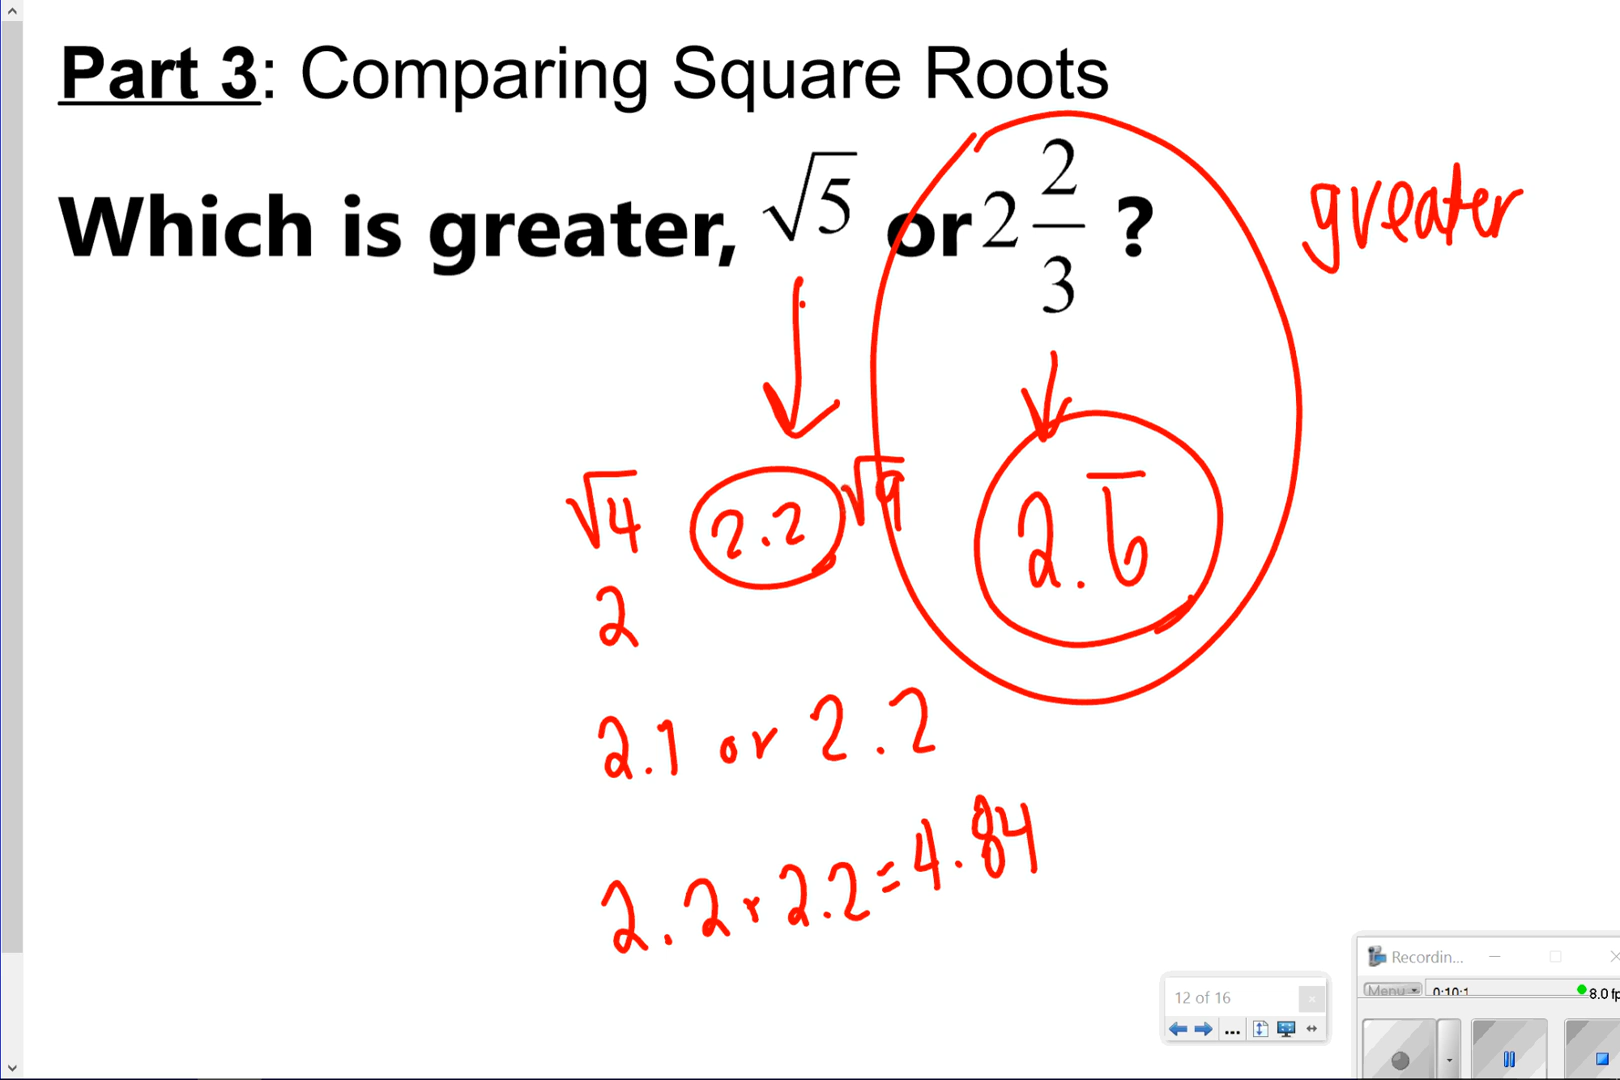 Part 3: Comparing Square Roots
Which is greater, √5 or 2 2/3 ?
greater
√4 2.2 √9 2.6̅
2
2.1 or 2.2
2.2 × 2.2 = 4.84
12 of 16
Recordin...
Menu 0:10:1 8.0 fp